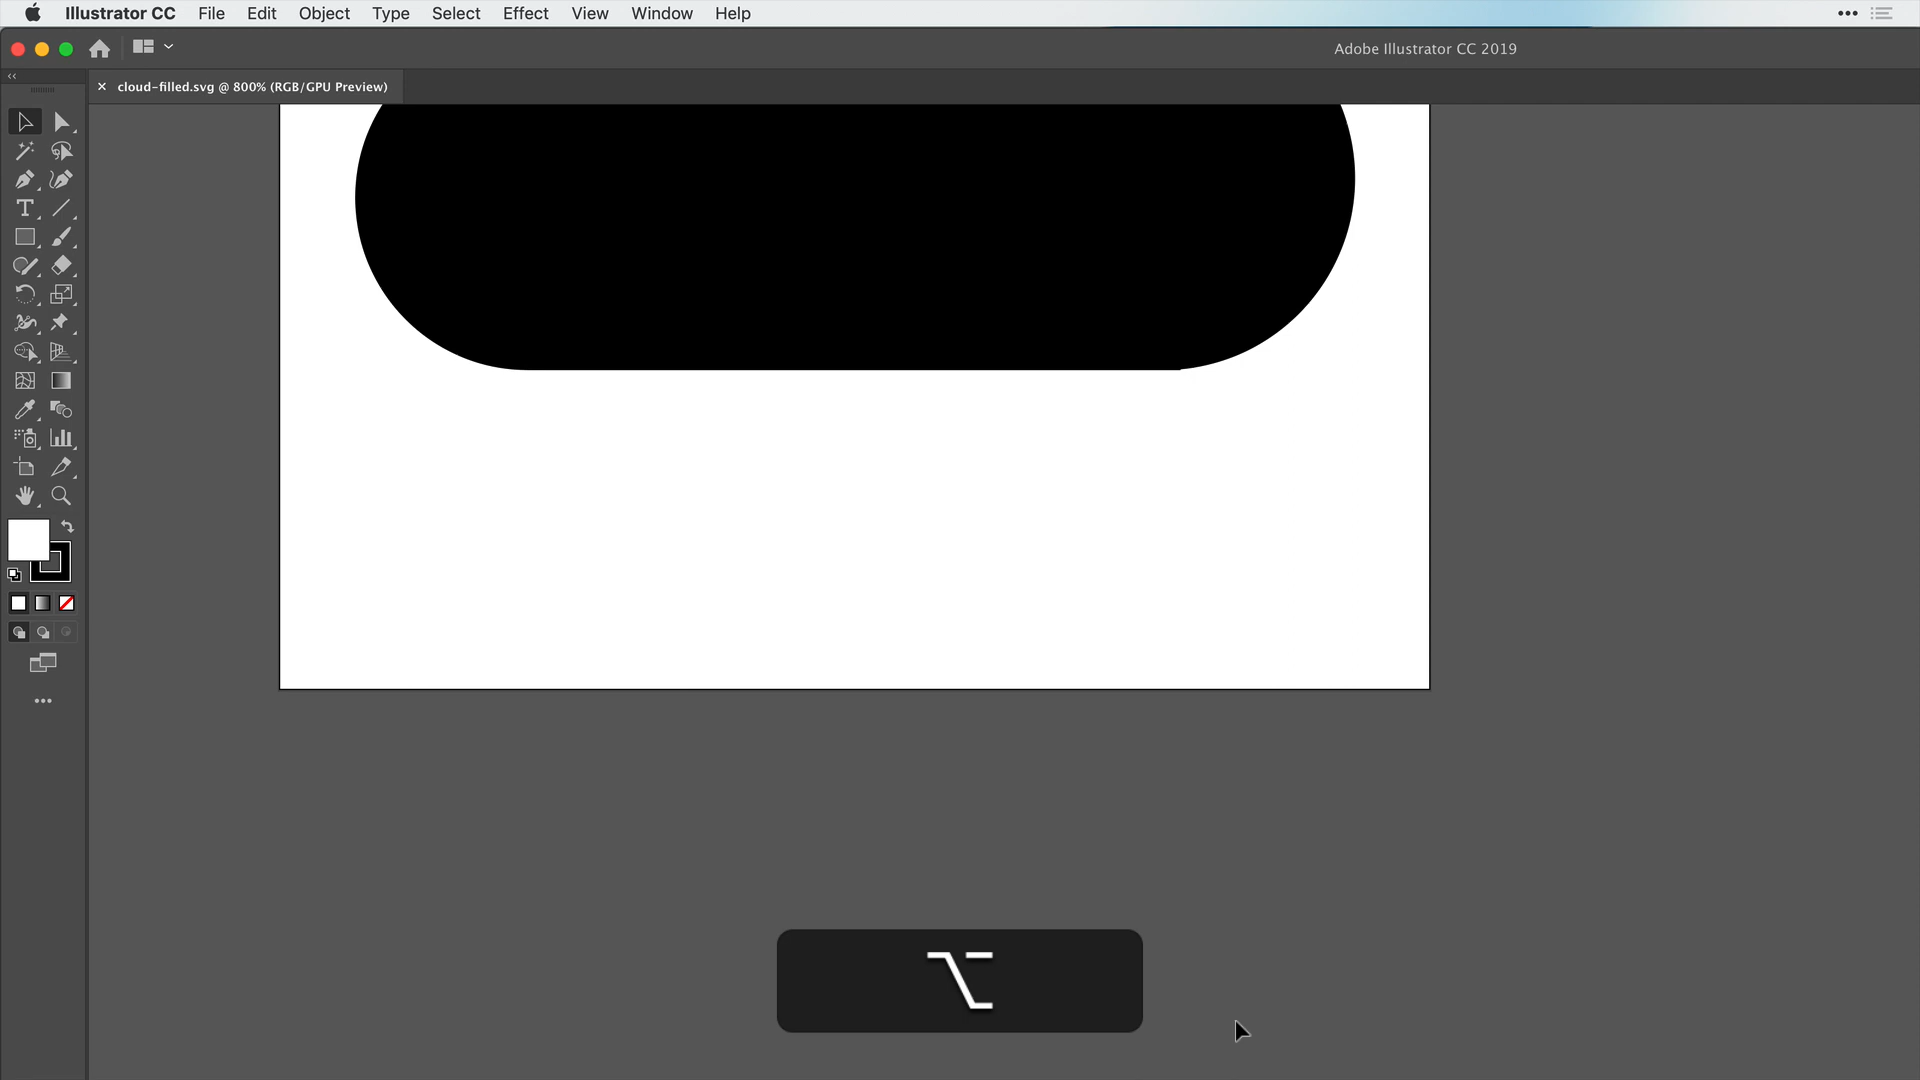 Illustrator CC File Edit Object Type Select Effect View Window Help
Adobe Illustrator CC 2019
cloud-filled.svg @ 800% (RGB/GPU Preview)
⌥